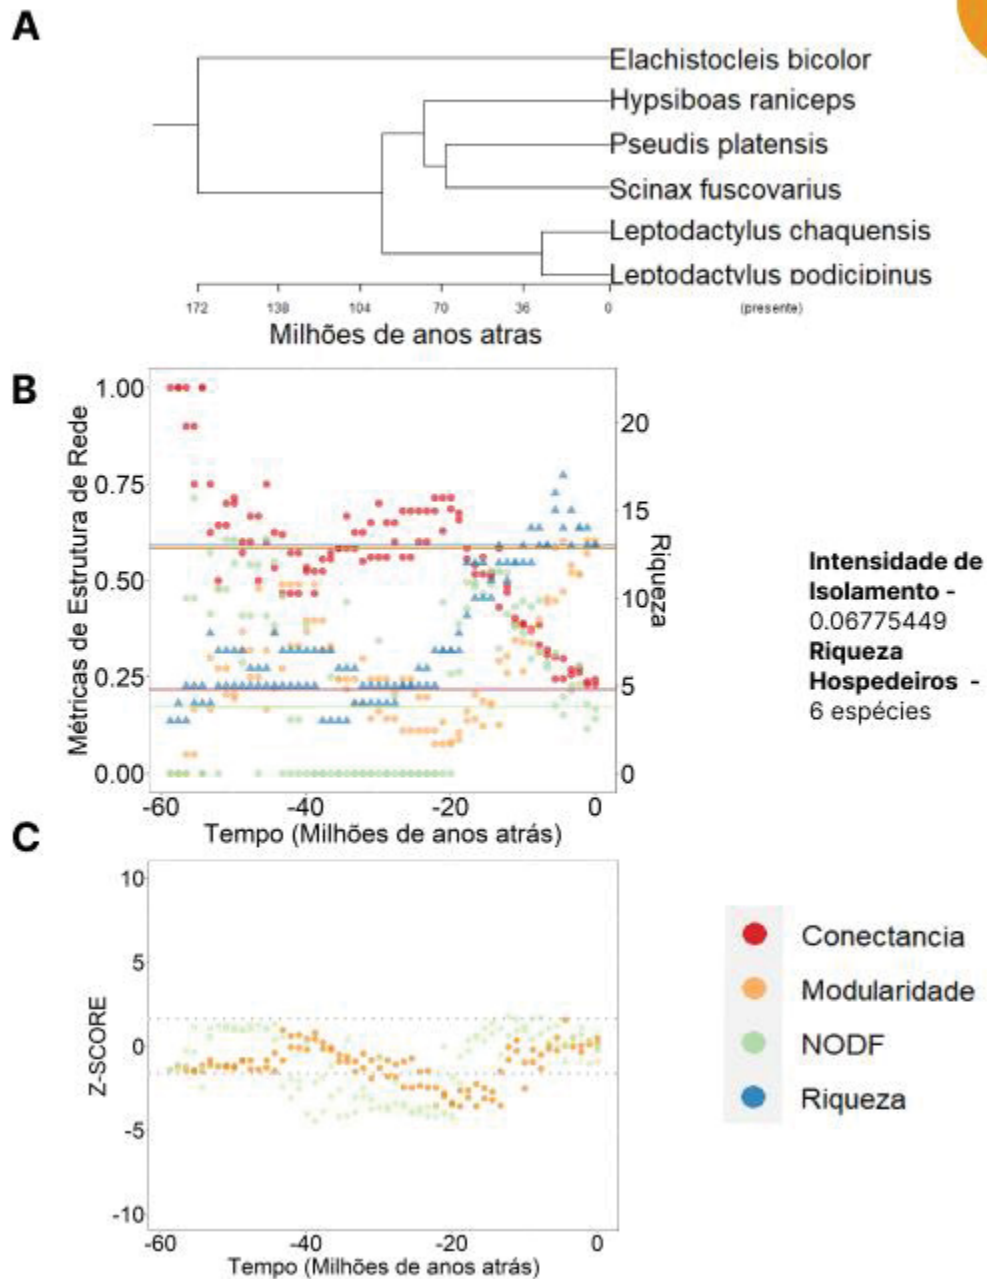 A
Elachistocleis bicolor
Hypsiboas raniceps
Pseudis platensis
Scinax fuscovarius
Leptodactylus chaquensis
Leptodactylus podicipinus
172 138 104 70 36 0 (presente)
Milhões de anos atras
B
Métricas de Estrutura de Rede
1.00
0.75
0.50
0.25
0.00
20
15
10
5
0
Riqueza
-60 -40 -20 0
Tempo (Milhões de anos atrás)
Intensidade de
Isolamento -
0.06775449
Riqueza
Hospedeiros -
6 espécies
C
Z-SCORE
10
5
0
-5
-10
-60 -40 -20 0
Tempo (Milhões de anos atrás)
Conectancia
Modularidade
NODF
Riqueza